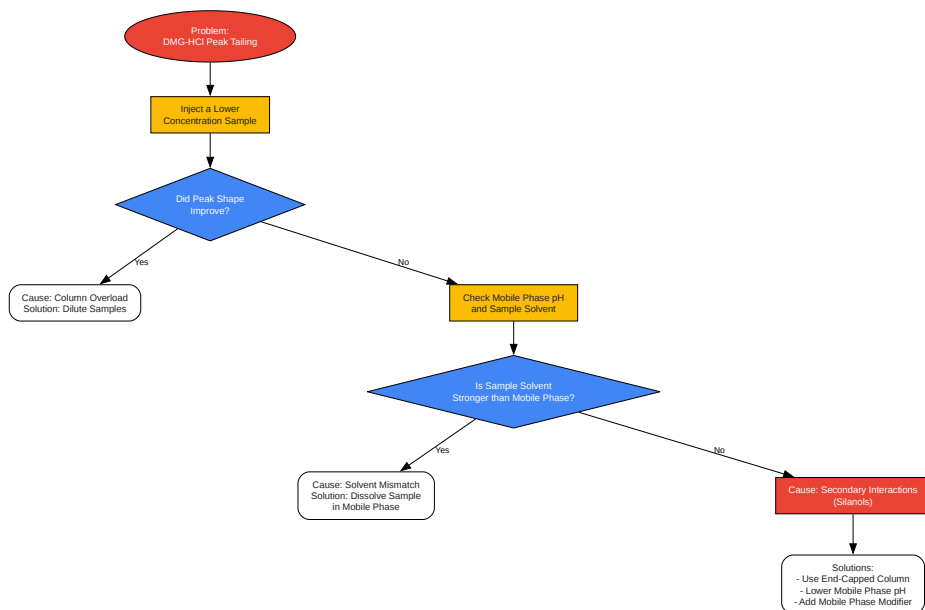 Problem:
DMG-HCl Peak Tailing
Inject a Lower
Concentration Sample
Did Peak Shape
Improve?
Yes
No
Cause: Column Overload
Solution: Dilute Samples
Check Mobile Phase pH
and Sample Solvent
Is Sample Solvent
Stronger than Mobile Phase?
Yes
No
Cause: Solvent Mismatch
Solution: Dissolve Sample
in Mobile Phase
Cause: Secondary Interactions
(Silanols)
Solutions:
- Use End-Capped Column
- Lower Mobile Phase pH
- Add Mobile Phase Modifier